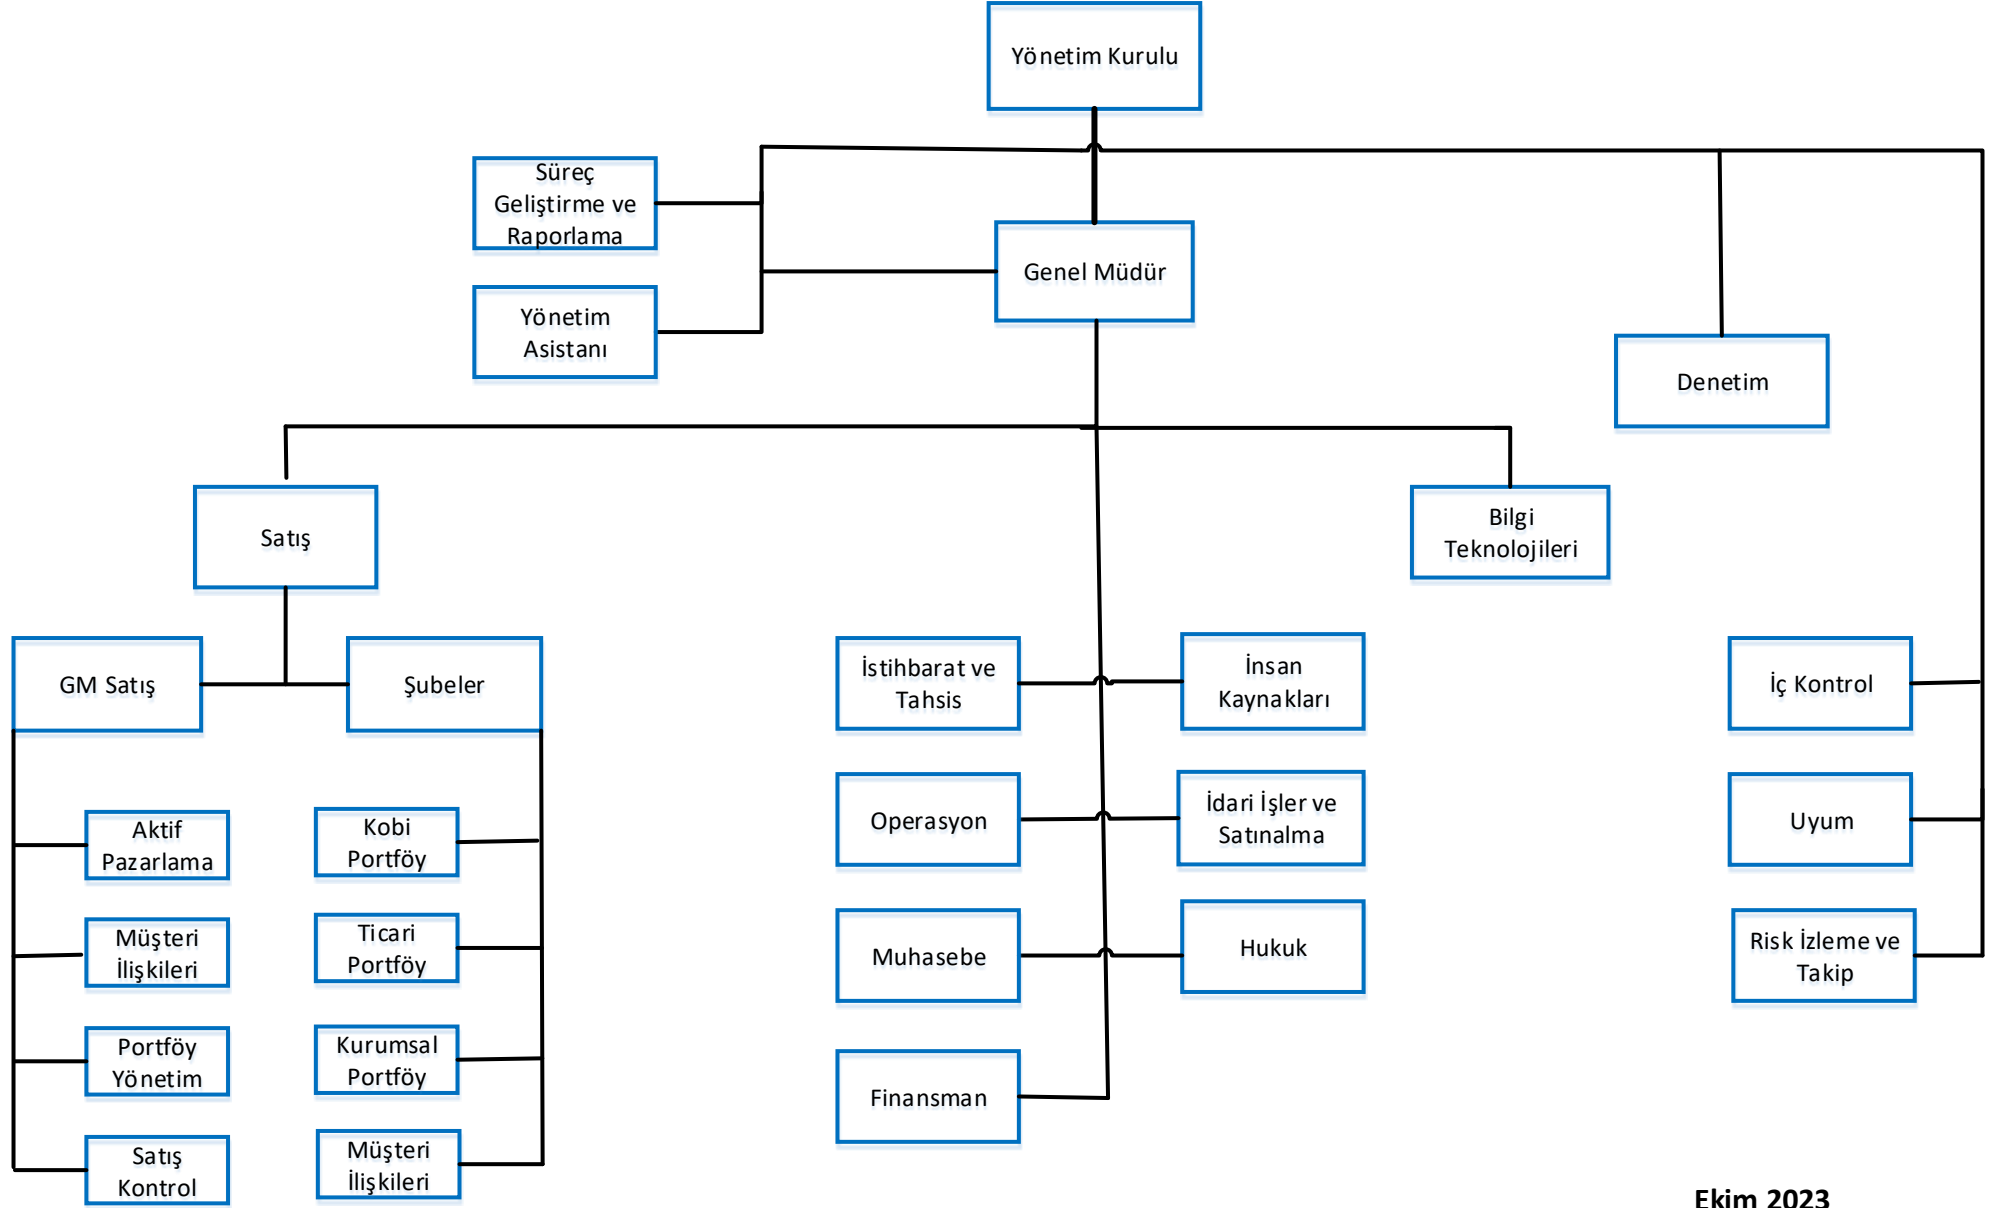 Yönetim Kurulu
Süreç
Geliştirme ve
Raporlama
Genel Müdür
Yönetim
Asistanı
Denetim
Satış
Bilgi
Teknolojileri
GM Satış
Şubeler
İstihbarat ve
Tahsis
İnsan
Kaynakları
İç Kontrol
Aktif
Pazarlama
Kobi
Portföy
Operasyon
İdari İşler ve
Satınalma
Uyum
Müşteri
İlişkileri
Ticari
Portföy
Muhasebe
Hukuk
Risk İzleme ve
Takip
Portföy
Yönetim
Kurumsal
Portföy
Finansman
Satış
Kontrol
Müşteri
İlişkileri
Ekim 2023